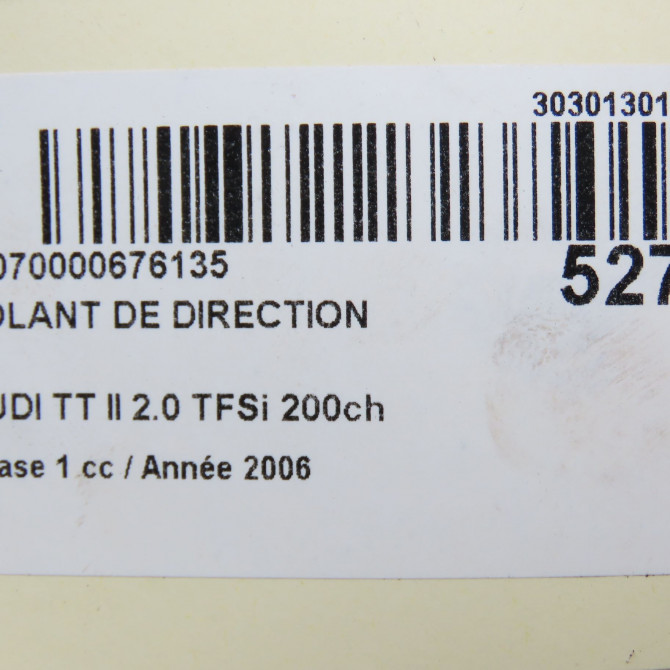 30301301
070000676135
527
OLANT DE DIRECTION
UDI TT II 2.0 TFSi 200ch
ase 1 cc / Année 2006